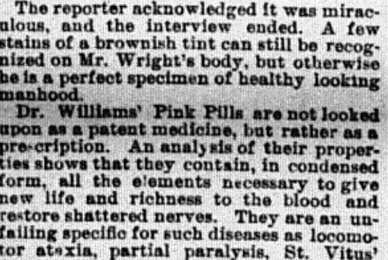 The reporter acknowledged it was mirac-
ulous, and the interview ended. A few
stains of a brownish tint can still be recog-
nized on Mr. Wright's body, but otherwise
he is a perfect specimen of healthy looking
manhood.
Dr. Williams' Pink Pills are not looked
upon as a patent medicine, but rather as a
prescription. An analysis of their proper-
ties shows that they contain, in condensed
form, all the elements necessary to give
new life and richness to the blood and
restore shattered nerves. They are an un-
failing specific for such diseases as locomo-
tor ataxia, partial paralysis, St. Vitus'